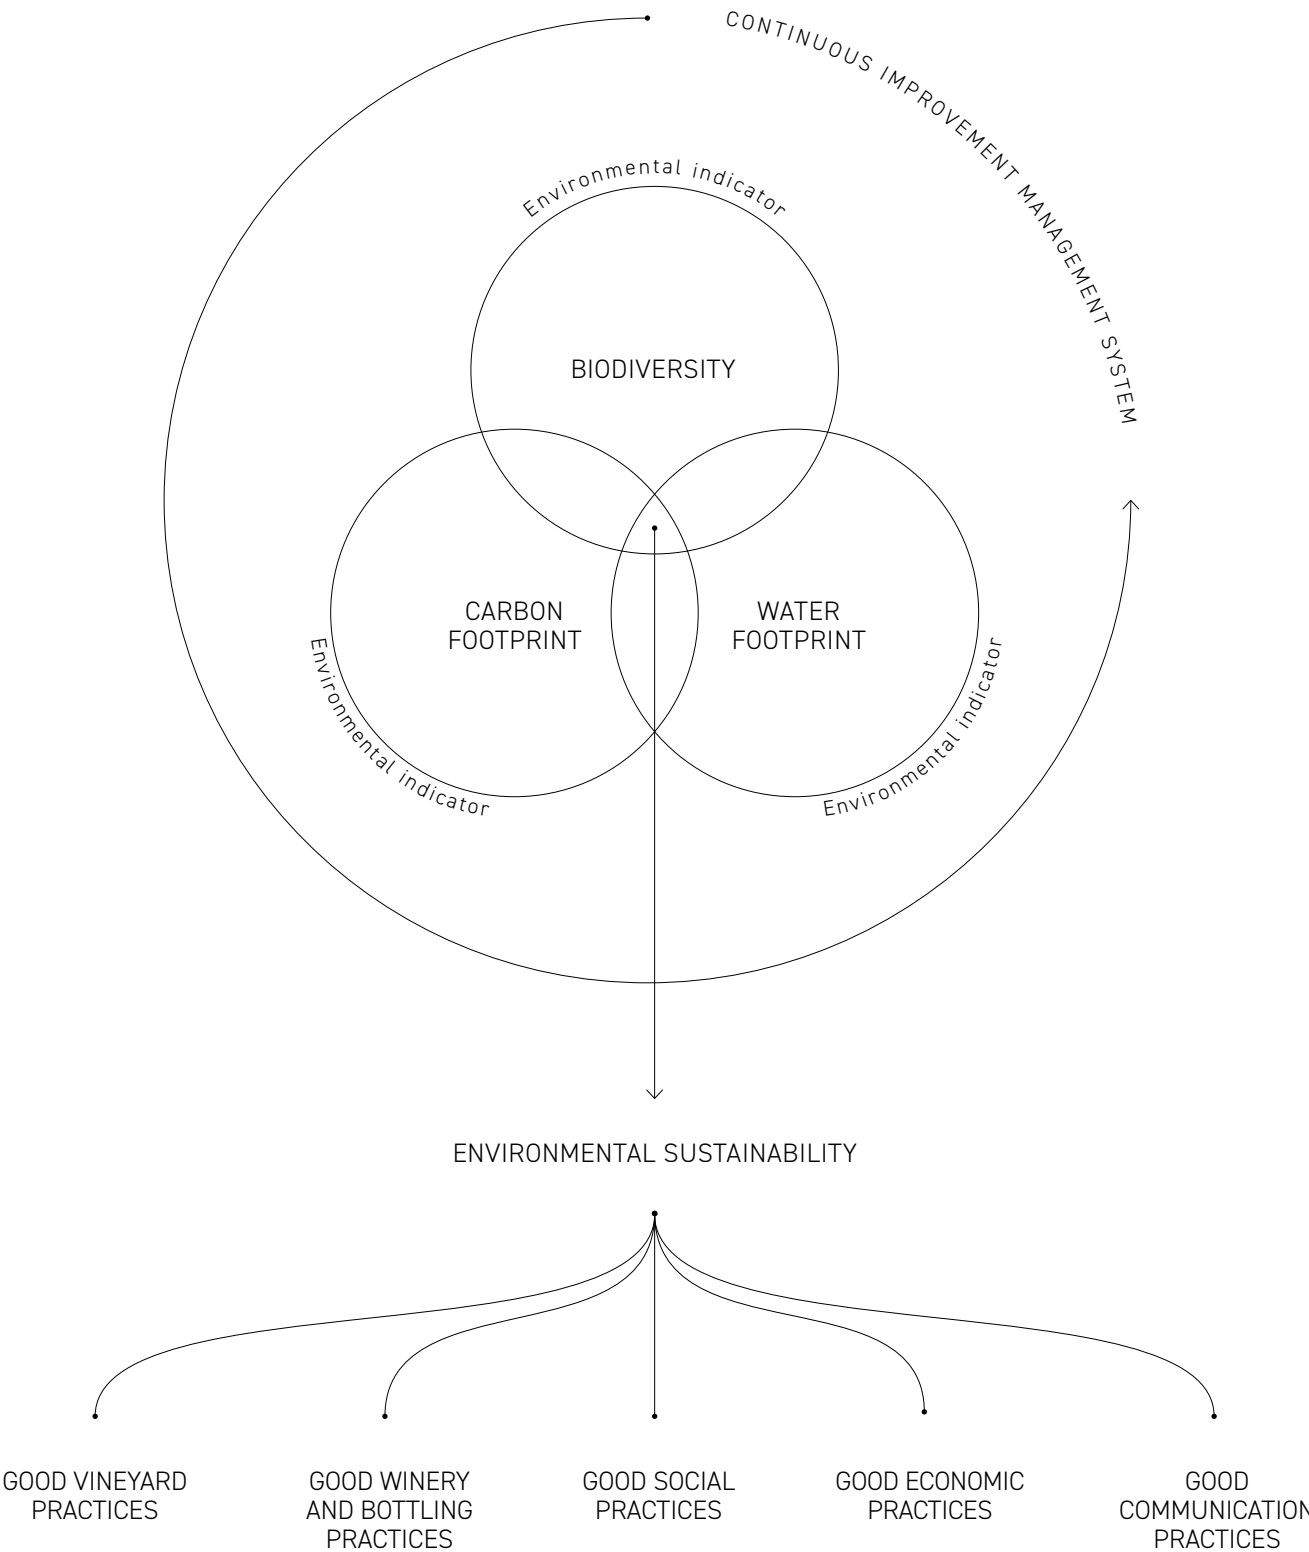 CONTINUOUS IMPROVEMENT MANAGEMENT SYSTEM
Environmental indicator
BIODIVERSITY
CARBON
FOOTPRINT
WATER
FOOTPRINT
Environmental indicator
Environmental indicator
ENVIRONMENTAL SUSTAINABILITY
GOOD VINEYARD
PRACTICES
GOOD WINERY
AND BOTTLING
PRACTICES
GOOD SOCIAL
PRACTICES
GOOD ECONOMIC
PRACTICES
GOOD
COMMUNICATION
PRACTICES